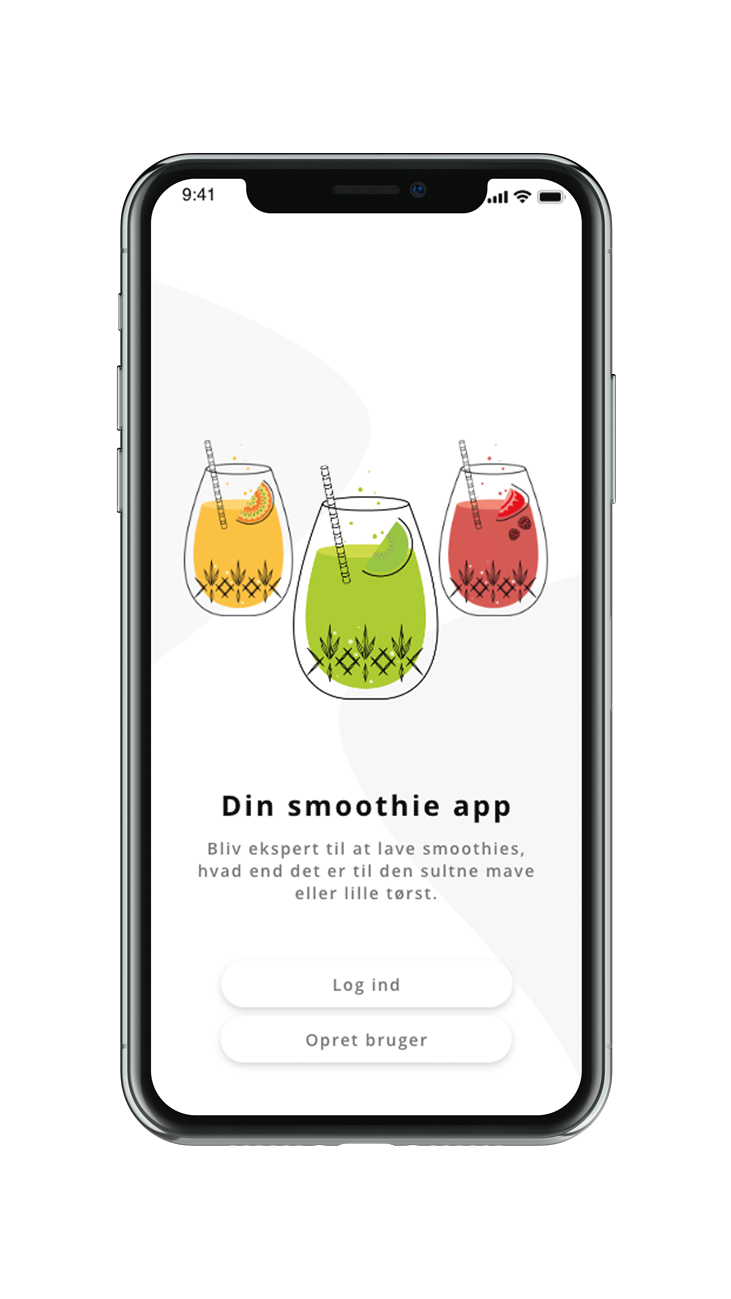 9:41
Din smoothie app
Bliv ekspert til at lave smoothies,
hvad end det er til den sultne mave
eller lille tørst.
Log ind
Opret bruger